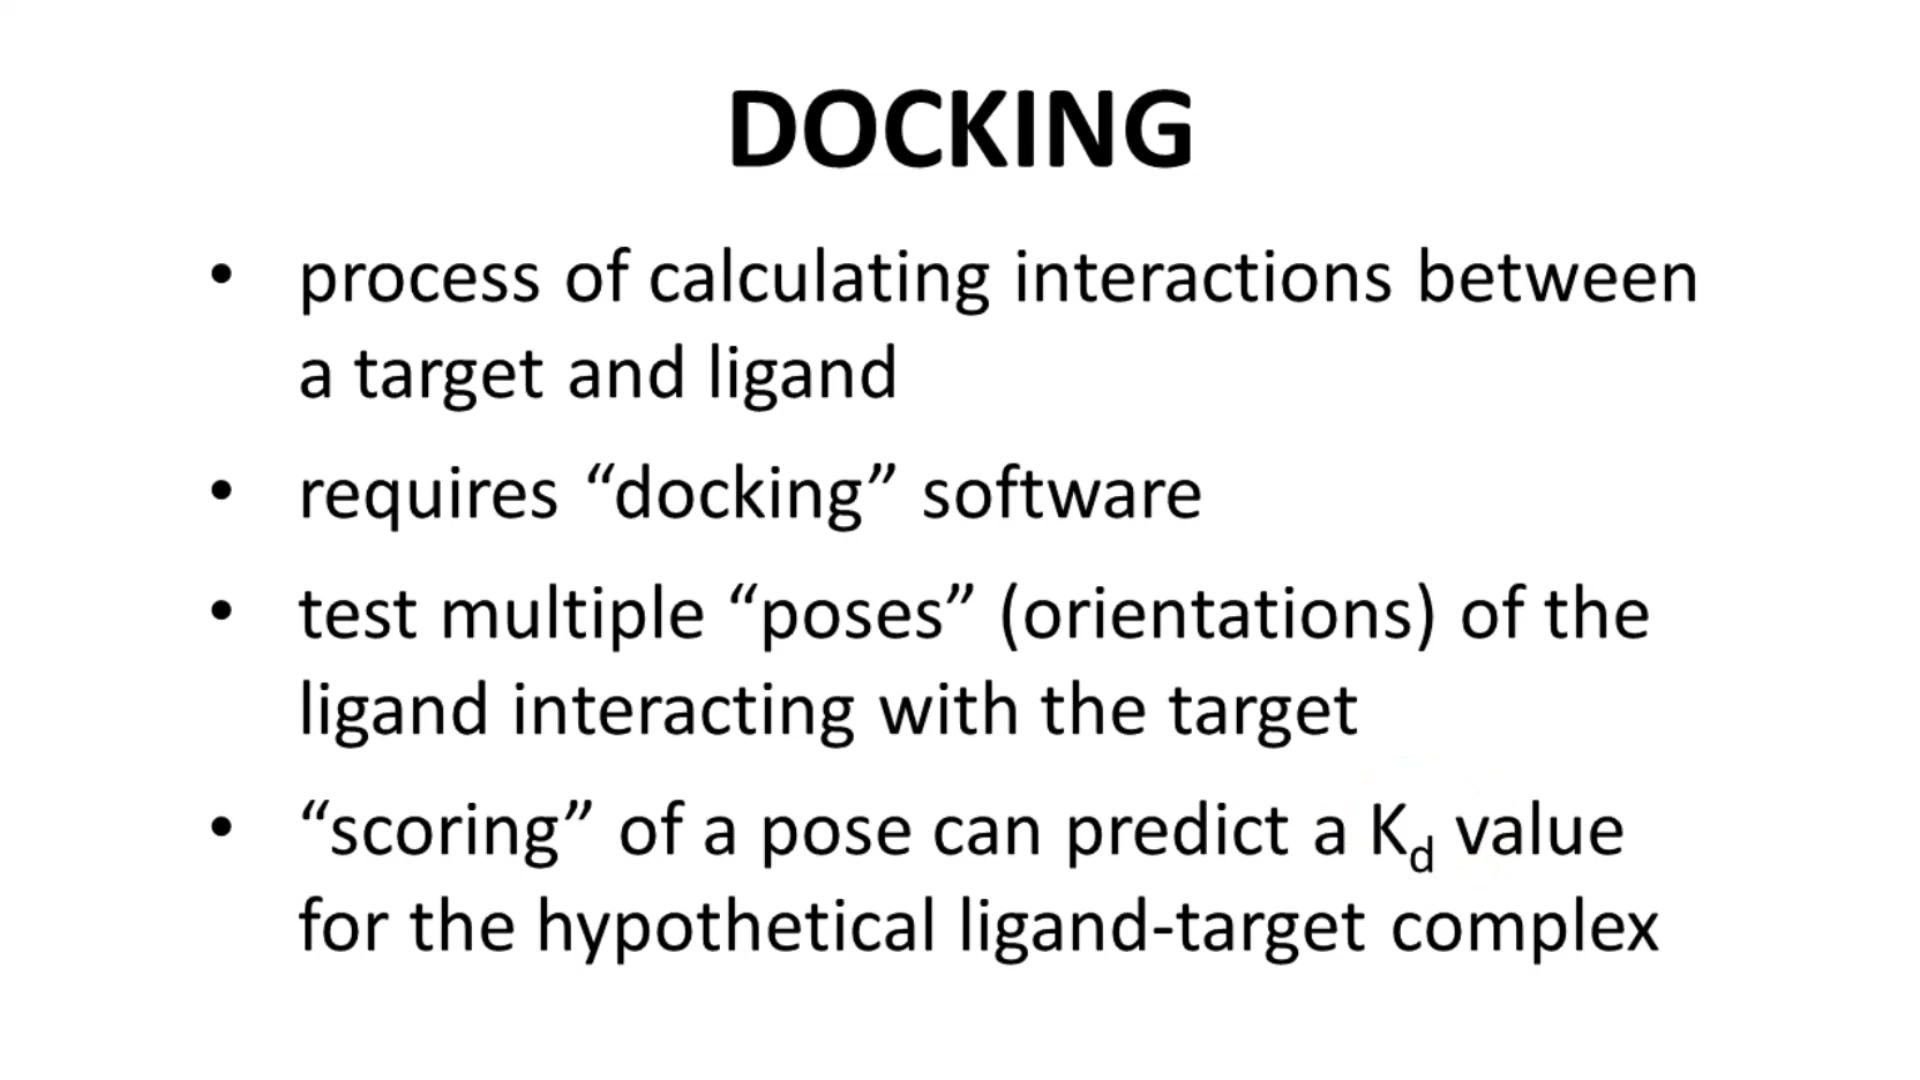 DOCKING
• process of calculating interactions between
a target and ligand
• requires “docking” software
• test multiple “poses” (orientations) of the
ligand interacting with the target
• “scoring” of a pose can predict a Kd value
for the hypothetical ligand-target complex